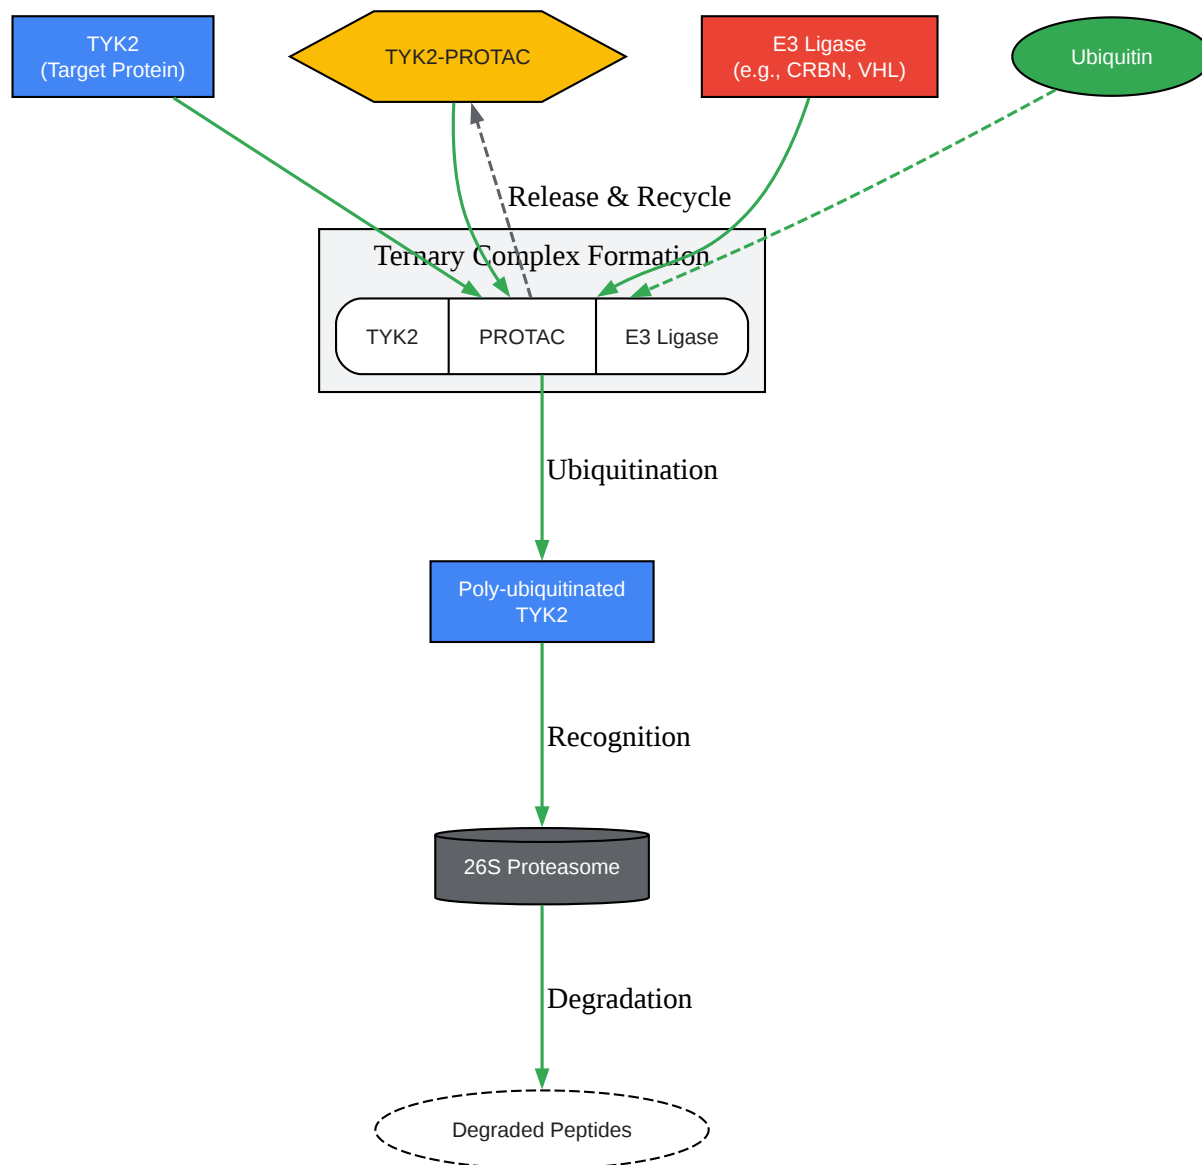 TYK2
(Target Protein)
TYK2-PROTAC
E3 Ligase
(e.g., CRBN, VHL)
Ubiquitin
Release & Recycle
Ternary Complex Formation
TYK2
PROTAC
E3 Ligase
Ubiquitination
Poly-ubiquitinated
TYK2
Recognition
26S Proteasome
Degradation
Degraded Peptides